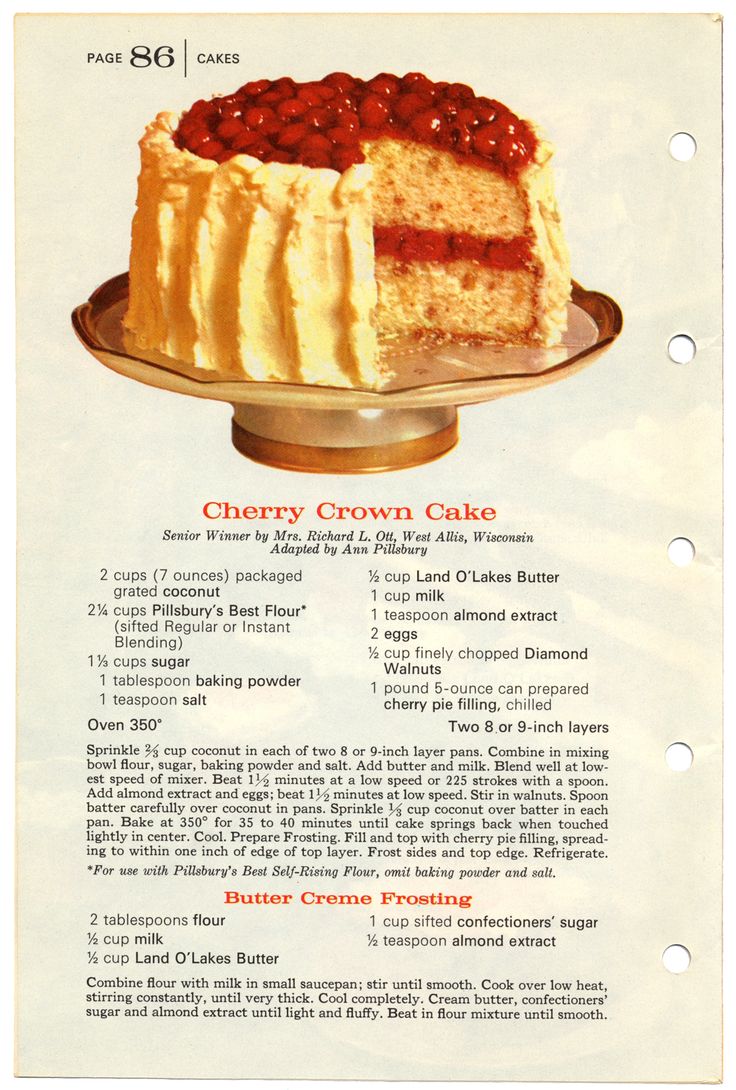 PAGE 86 | CAKES
Cherry Crown Cake
Senior Winner by Mrs. Richard L. Ott, West Allis, Wisconsin
Adapted by Ann Pillsbury
2 cups (7 ounces) packaged
grated coconut
2¼ cups Pillsbury's Best Flour*
(sifted Regular or Instant
Blending)
1⅓ cups sugar
1 tablespoon baking powder
1 teaspoon salt
½ cup Land O'Lakes Butter
1 cup milk
1 teaspoon almond extract
2 eggs
½ cup finely chopped Diamond
Walnuts
1 pound 5-ounce can prepared
cherry pie filling, chilled
Oven 350°
Two 8 or 9-inch layers
Sprinkle ⅔ cup coconut in each of two 8 or 9-inch layer pans. Combine in mixing
bowl flour, sugar, baking powder and salt. Add butter and milk. Blend well at low-
est speed of mixer. Beat 1½ minutes at a low speed or 225 strokes with a spoon.
Add almond extract and eggs; beat 1½ minutes at low speed. Stir in walnuts. Spoon
batter carefully over coconut in pans. Sprinkle ⅓ cup coconut over batter in each
pan. Bake at 350° for 35 to 40 minutes until cake springs back when touched
lightly in center. Cool. Prepare Frosting. Fill and top with cherry pie filling, spread-
ing to within one inch of edge of top layer. Frost sides and top edge. Refrigerate.
*For use with Pillsbury's Best Self-Rising Flour, omit baking powder and salt.
Butter Creme Frosting
2 tablespoons flour
½ cup milk
½ cup Land O'Lakes Butter
1 cup sifted confectioners' sugar
½ teaspoon almond extract
Combine flour with milk in small saucepan; stir until smooth. Cook over low heat,
stirring constantly, until very thick. Cool completely. Cream butter, confectioners'
sugar and almond extract until light and fluffy. Beat in flour mixture until smooth.